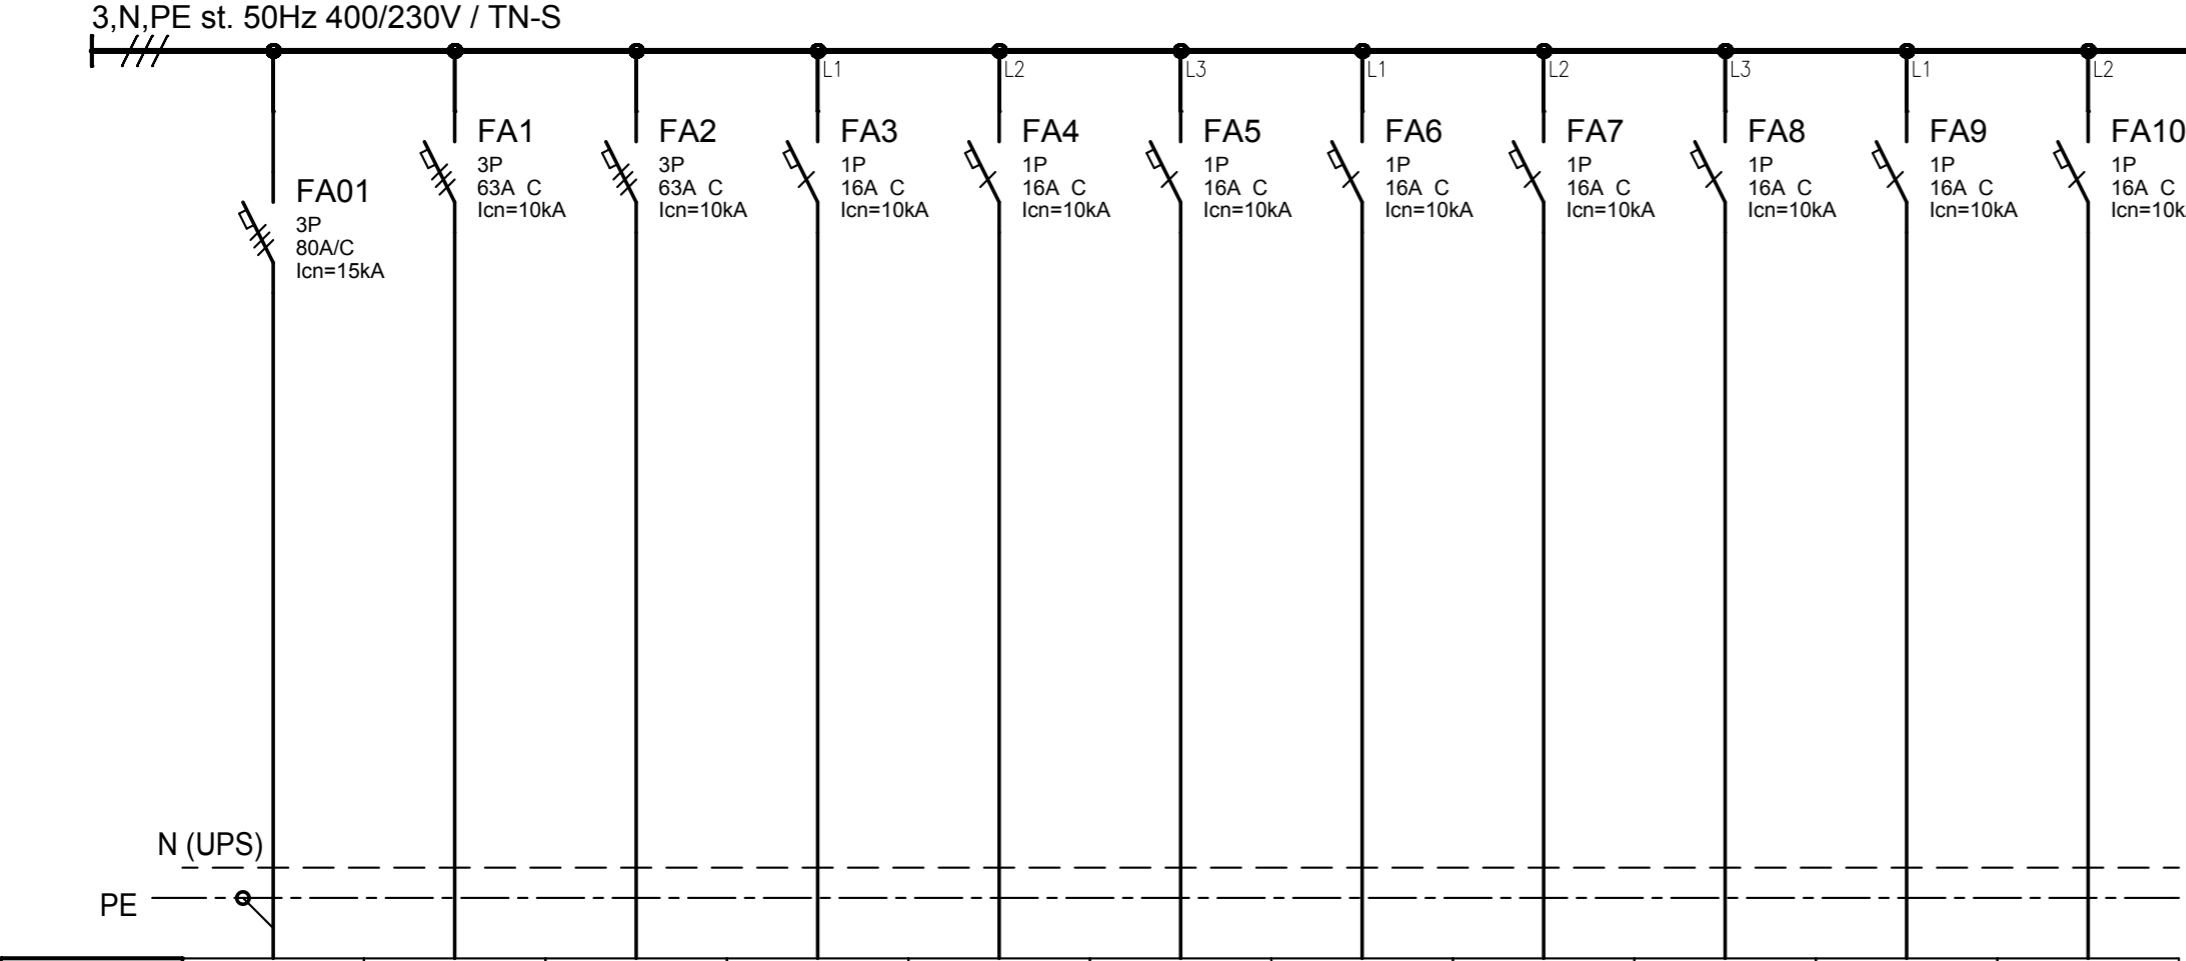 3,N,PE st. 50Hz 400/230V / TN-S
L1
L2
L3
L1
L2
L3
L1
L2
FA01
3P
80A/C
Icn=15kA
FA1
3P
63A C
Icn=10kA
FA2
3P
63A C
Icn=10kA
FA3
1P
16A C
Icn=10kA
FA4
1P
16A C
Icn=10kA
FA5
1P
16A C
Icn=10kA
FA6
1P
16A C
Icn=10kA
FA7
1P
16A C
Icn=10kA
FA8
1P
16A C
Icn=10kA
FA9
1P
16A C
Icn=10kA
FA10
1P
16A C
Icn=10k
N (UPS)
PE